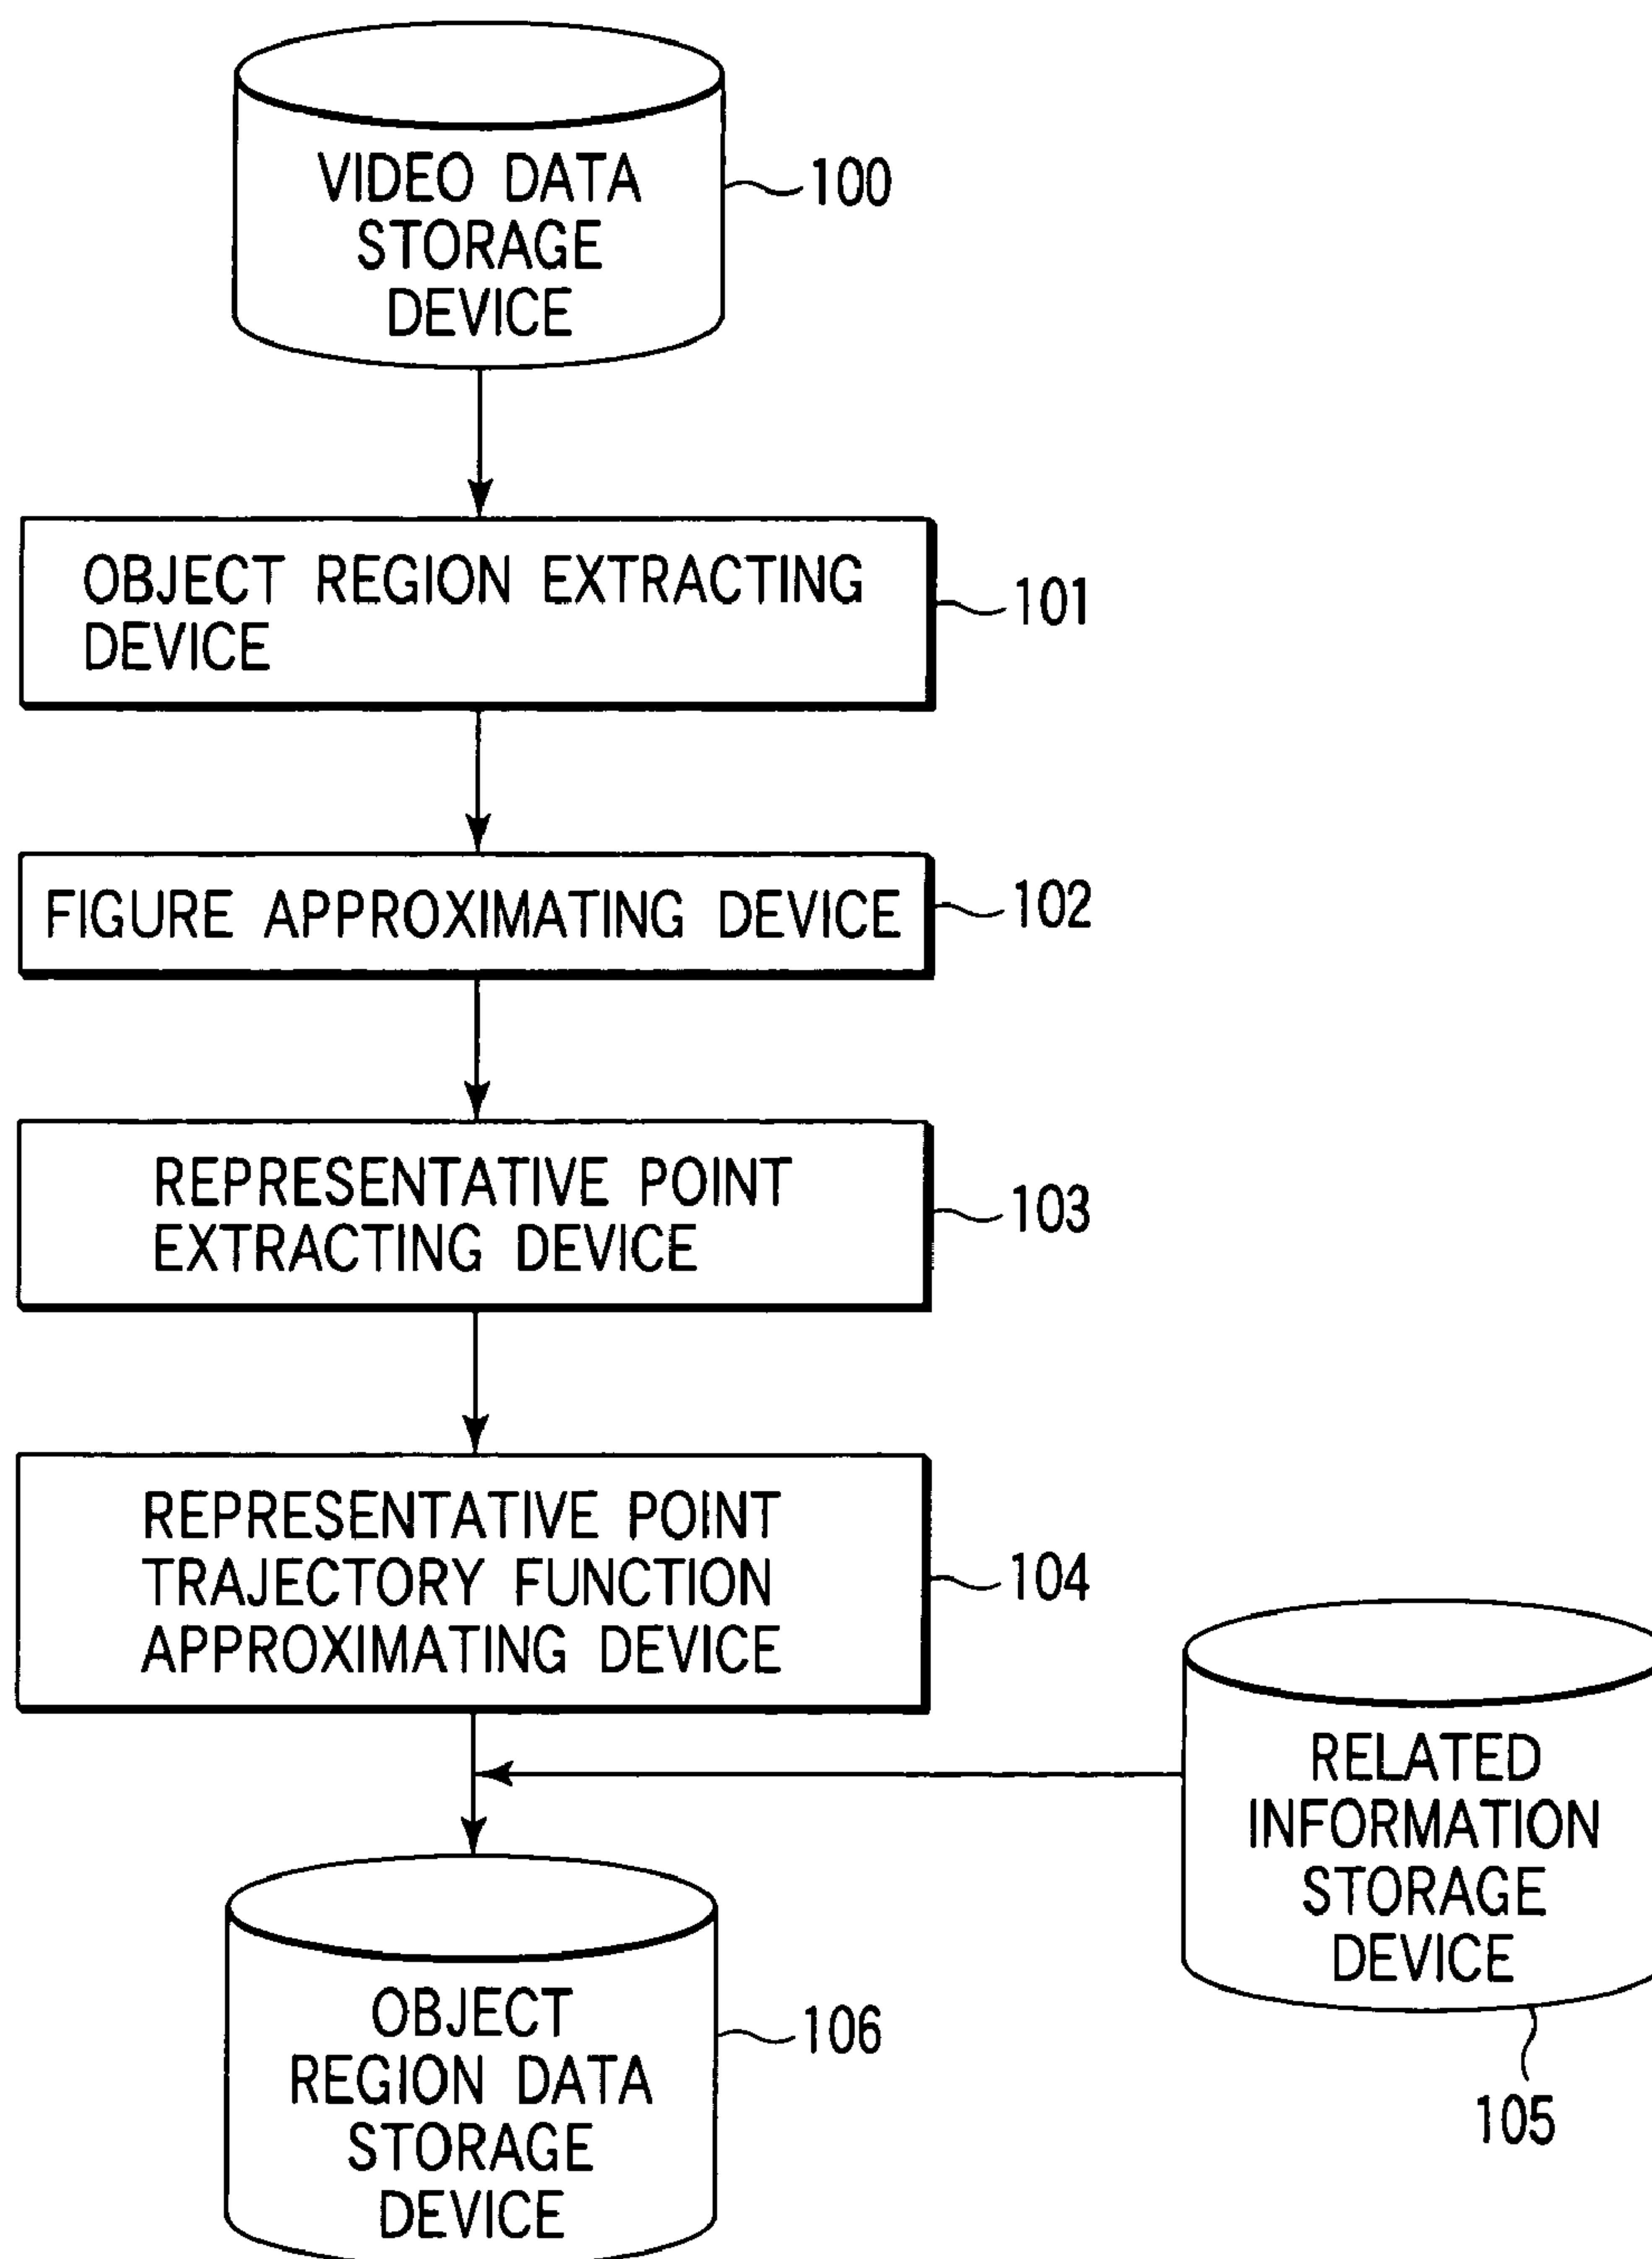 VIDEO DATA
STORAGE
DEVICE
100
OBJECT REGION EXTRACTING
DEVICE
101
FIGURE APPROXIMATING DEVICE
102
REPRESENTATIVE POINT
EXTRACTING DEVICE
103
REPRESENTATIVE POINT
TRAJECTORY FUNCTION
APPROXIMATING DEVICE
104
RELATED
INFORMATION
STORAGE
DEVICE
105
OBJECT
REGION DATA
STORAGE
DEVICE
106